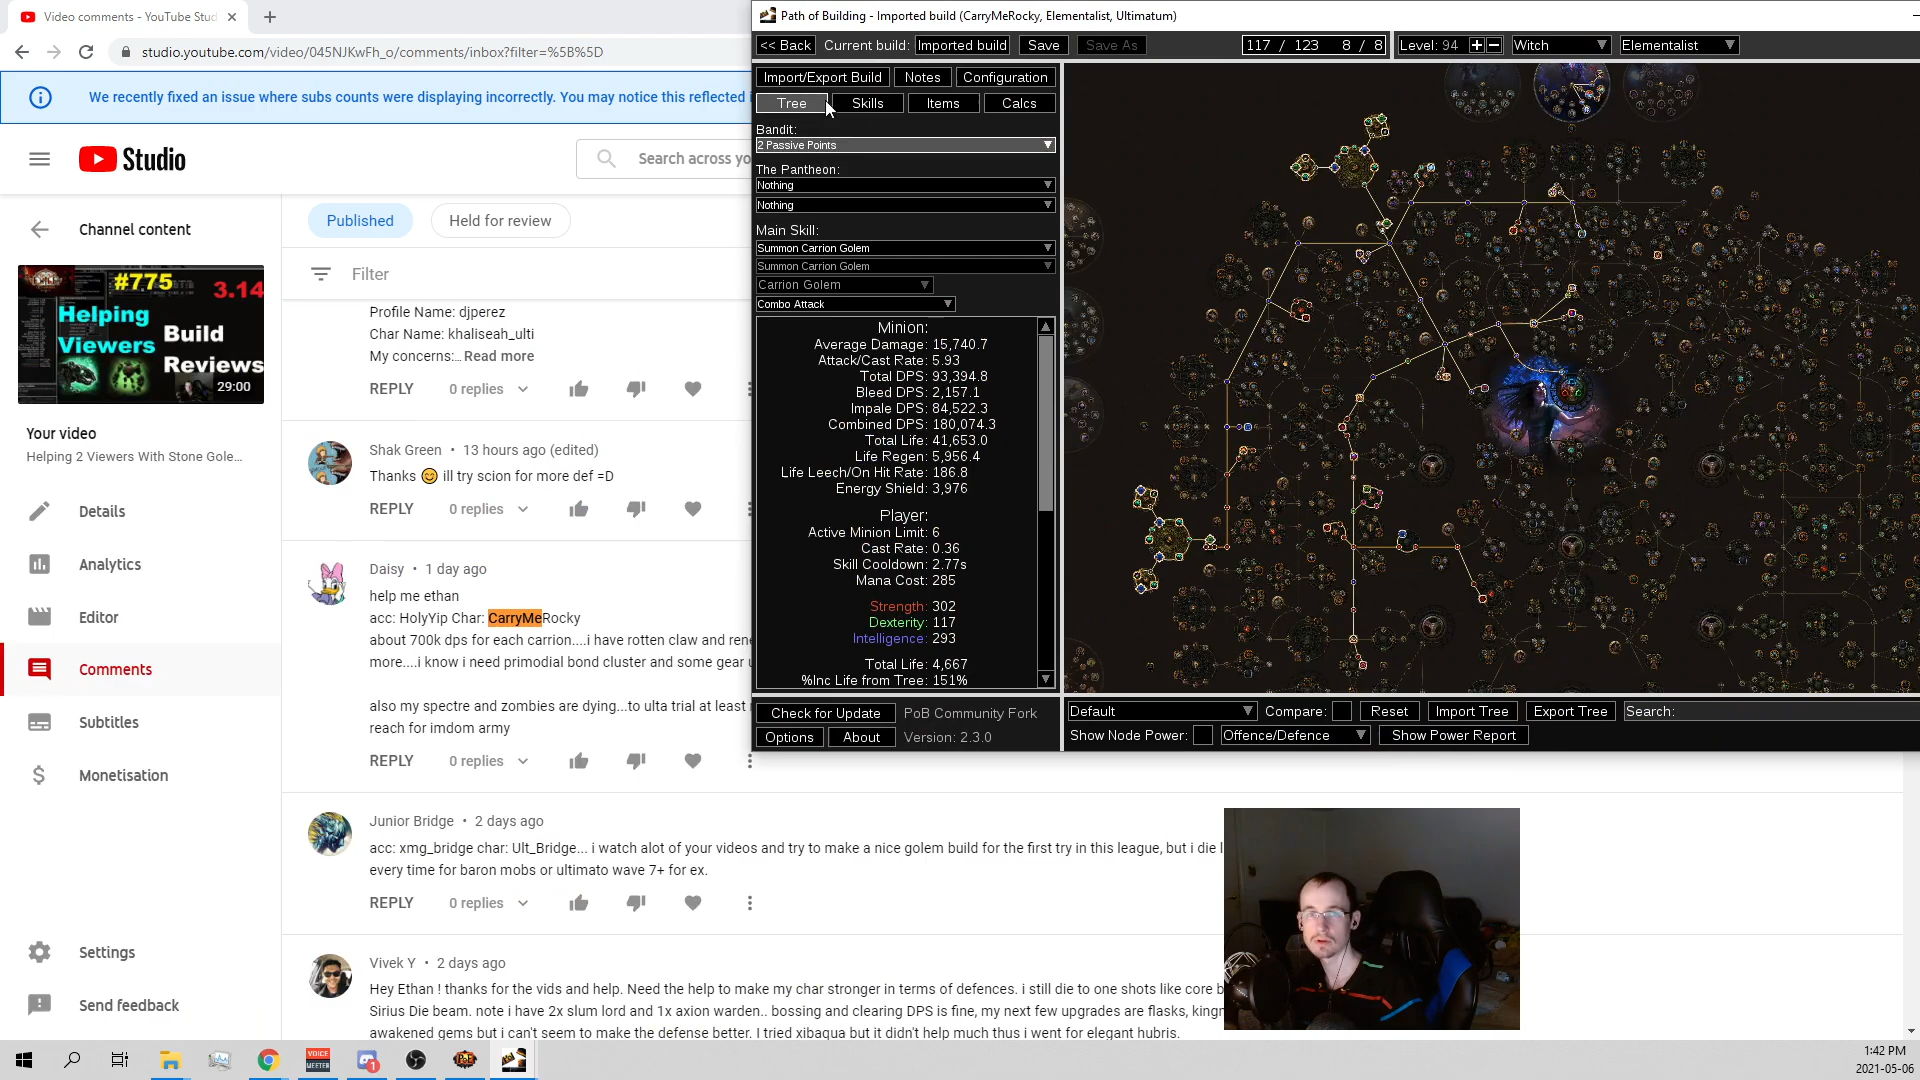 Video comments - YouTube Stud
studio.youtube.com/video/045NJKwFh_o/comments/inbox?filter=%5B%5D
We recently fixed an issue where subs counts were displaying incorrectly. You may notice this reflected i
Studio
Search across yo
Channel content
#775
3.14
Helping
Viewers
Build
Reviews
29:00
Your video
Helping 2 Viewers With Stone Gole...
Details
Analytics
Editor
Comments
Subtitles
Monetisation
Settings
Send feedback
Published
Held for review
Filter
Profile Name: djperez
Char Name: khaliseah_ulti
My concerns:... Read more
REPLY 0 replies
Shak Green • 13 hours ago (edited)
Thanks 😊 ill try scion for more def =D
REPLY 0 replies
Daisy • 1 day ago
help me ethan
acc: HolyYip Char: CarryMeRocky
about 700k dps for each carrion....i have rotten claw and rene
more....i know i need primodial bond cluster and some gear u
also my spectre and zombies are dying...to ulta trial at least
reach for imdom army
REPLY 0 replies
Junior Bridge • 2 days ago
acc: xmg_bridge char: Ult_Bridge... i watch alot of your videos and try to make a nice golem build for the first try in this league, but i die l
every time for baron mobs or ultimato wave 7+ for ex.
REPLY 0 replies
Vivek Y • 2 days ago
Hey Ethan ! thanks for the vids and help. Need the help to make my char stronger in terms of defences. i still die to one shots like core b
Sirius Die beam. note i have 2x slum lord and 1x axion warden.. bossing and clearing DPS is fine, my next few upgrades are flasks, kingm
awakened gems but i can't seem to make the defense better. I tried xibaqua but it didn't help much thus i went for elegant hubris.
Path of Building - Imported build (CarryMeRocky, Elementalist, Ultimatum)
<< Back
Current build: Imported build
Save
Save As
117 / 123 8 / 8
Level: 94 + −
Witch
Elementalist
Import/Export Build
Notes
Configuration
Tree
Skills
Items
Calcs
Bandit:
2 Passive Points
The Pantheon:
Nothing
Nothing
Main Skill:
Summon Carrion Golem
Summon Carrion Golem
Carrion Golem
Combo Attack
Minion:
Average Damage: 15,740.7
Attack/Cast Rate: 5.93
Total DPS: 93,394.8
Bleed DPS: 2,157.1
Impale DPS: 84,522.3
Combined DPS: 180,074.3
Total Life: 41,653.0
Life Regen: 5,956.4
Life Leech/On Hit Rate: 186.8
Energy Shield: 3,976
Player:
Active Minion Limit: 6
Cast Rate: 0.36
Skill Cooldown: 2.77s
Mana Cost: 285
Strength: 302
Dexterity: 117
Intelligence: 293
Total Life: 4,667
%Inc Life from Tree: 151%
Check for Update
PoB Community Fork
Options
About
Version: 2.3.0
Default
Compare:
Reset
Import Tree
Export Tree
Search:
Show Node Power:
Offence/Defence
Show Power Report
VOICE
MEETER
1
PoE
1:42 PM
2021-05-06